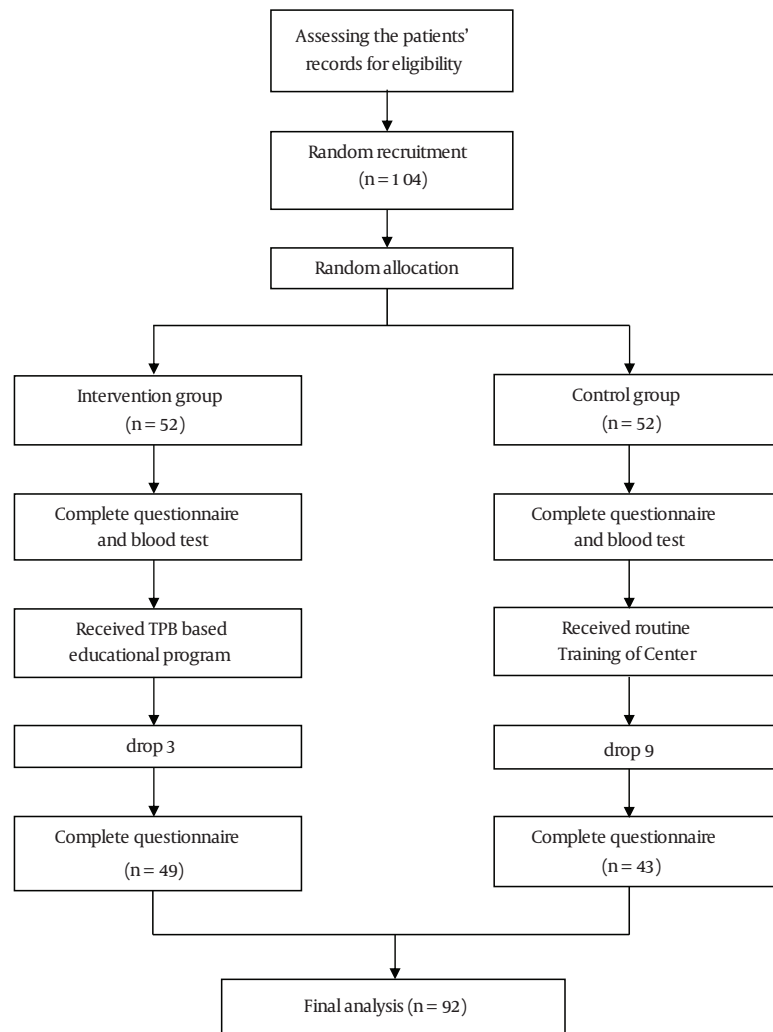 Assessing the patients'
records for eligibility
Random recruitment
(n = 1 04)
Random allocation
Intervention group
(n = 52)
Control group
(n = 52)
Complete questionnaire
and blood test
Complete questionnaire
and blood test
Received TPB based
educational program
Received routine
Training of Center
drop 3
drop 9
Complete questionnaire
(n = 49)
Complete questionnaire
(n = 43)
Final analysis (n = 92)